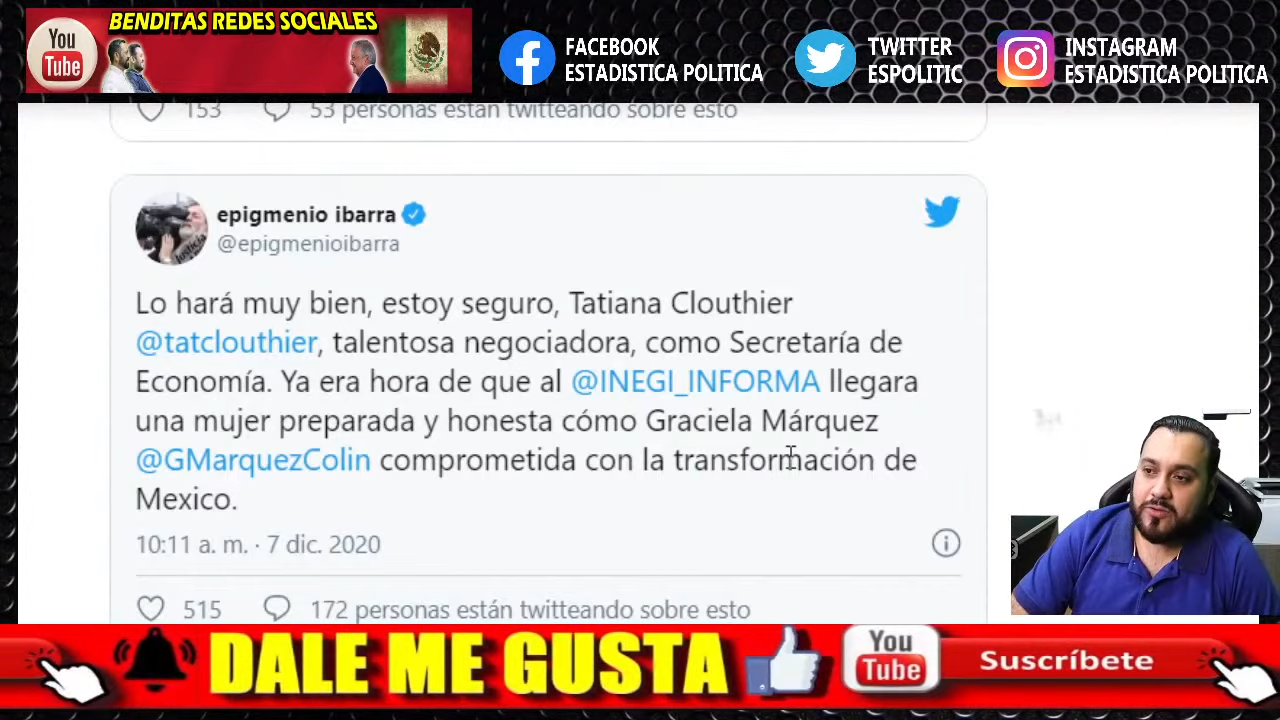 BENDITAS REDES SOCIALES
You
Tube
FACEBOOK
ESTADISTICA POLITICA
TWITTER
ESPOLITIC
INSTAGRAM
ESTADISTICA POLITICA
153 53 personas están twitteando sobre esto
epigmenio ibarra
@epigmenioibarra
Lo hará muy bien, estoy seguro, Tatiana Clouthier
@tatclouthier, talentosa negociadora, como Secretaría de
Economía. Ya era hora de que al @INEGI_INFORMA llegara
una mujer preparada y honesta cómo Graciela Márquez
@GMarquezColin comprometida con la transformación de
Mexico.
10:11 a. m. · 7 dic. 2020
515 172 personas están twitteando sobre esto
DALE ME GUSTA
You
Tube
Suscríbete